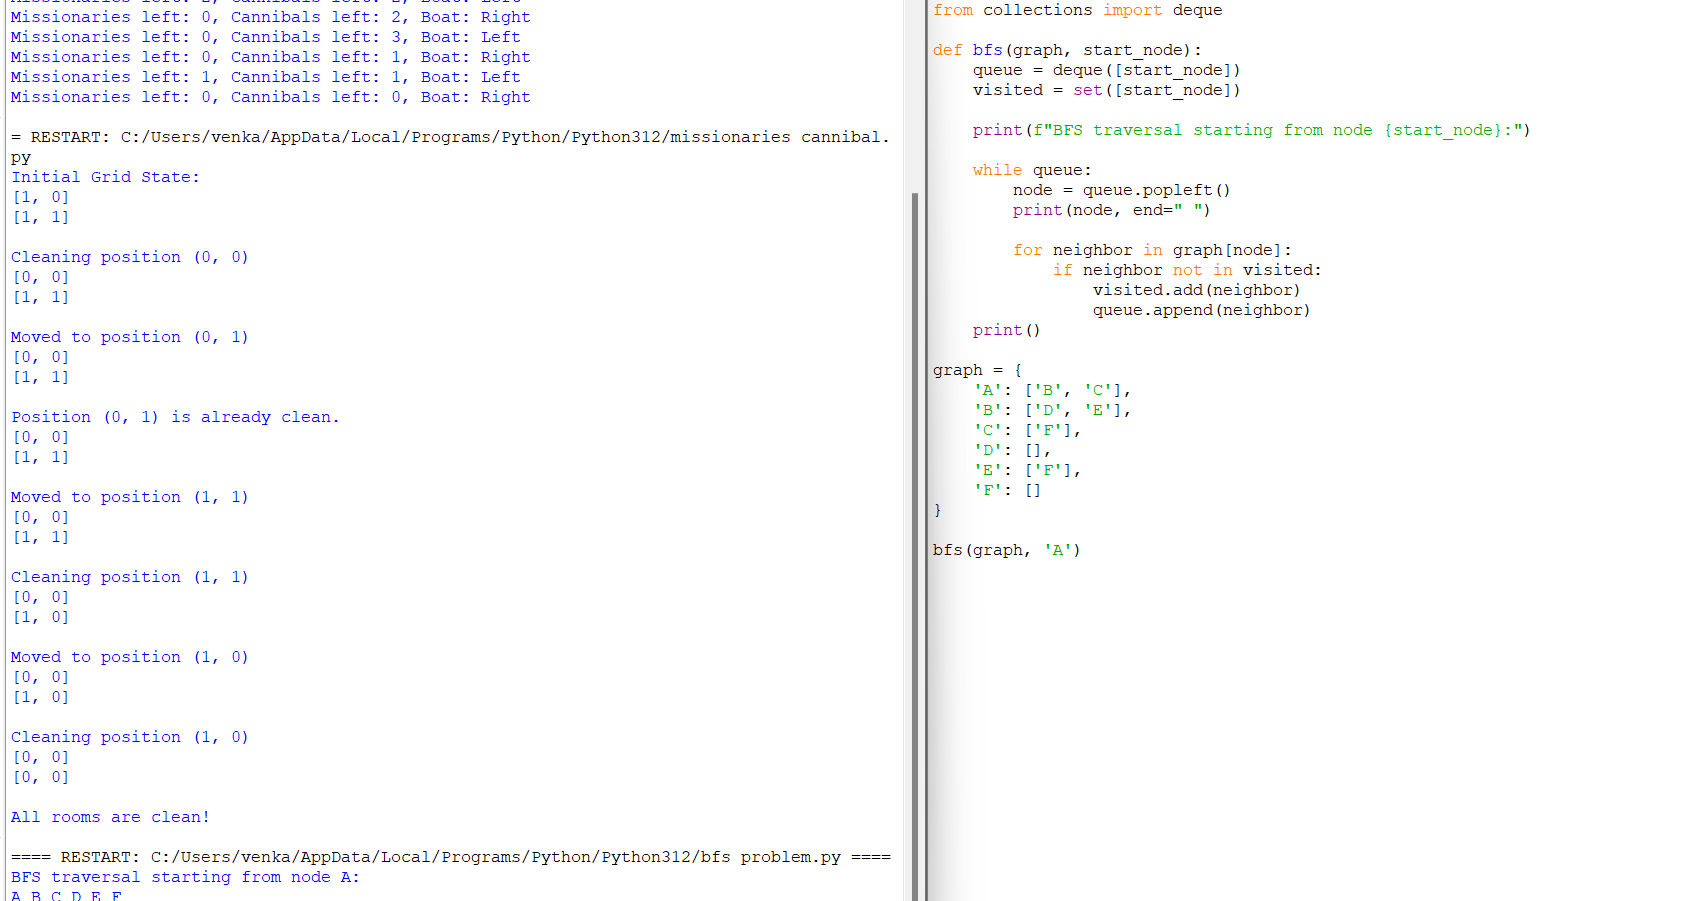 Missionaries left: 0, Cannibals left: 2, Boat: Right
Missionaries left: 0, Cannibals left: 3, Boat: Left
Missionaries left: 0, Cannibals left: 1, Boat: Right
Missionaries left: 1, Cannibals left: 1, Boat: Left
Missionaries left: 0, Cannibals left: 0, Boat: Right
= RESTART: C:/Users/venka/AppData/Local/Programs/Python/Python312/missionaries cannibal.
py
Initial Grid State:
[1, 0]
[1, 1]
Cleaning position (0, 0)
[0, 0]
[1, 1]
Moved to position (0, 1)
[0, 0]
[1, 1]
Position (0, 1) is already clean.
[0, 0]
[1, 1]
Moved to position (1, 1)
[0, 0]
[1, 1]
Cleaning position (1, 1)
[0, 0]
[1, 0]
Moved to position (1, 0)
[0, 0]
[1, 0]
Cleaning position (1, 0)
[0, 0]
[0, 0]
All rooms are clean!
==== RESTART: C:/Users/venka/AppData/Local/Programs/Python/Python312/bfs problem.py ====
BFS traversal starting from node A:
A B C D E F
from collections import deque
def bfs(graph, start_node):
    queue = deque([start_node])
    visited = set([start_node])
    print(f"BFS traversal starting from node {start_node}:")
    while queue:
        node = queue.popleft()
        print(node, end=" ")
        for neighbor in graph[node]:
            if neighbor not in visited:
                visited.add(neighbor)
                queue.append(neighbor)
    print()
graph = {
    'A': ['B', 'C'],
    'B': ['D', 'E'],
    'C': ['F'],
    'D': [],
    'E': ['F'],
    'F': []
}
bfs(graph, 'A')